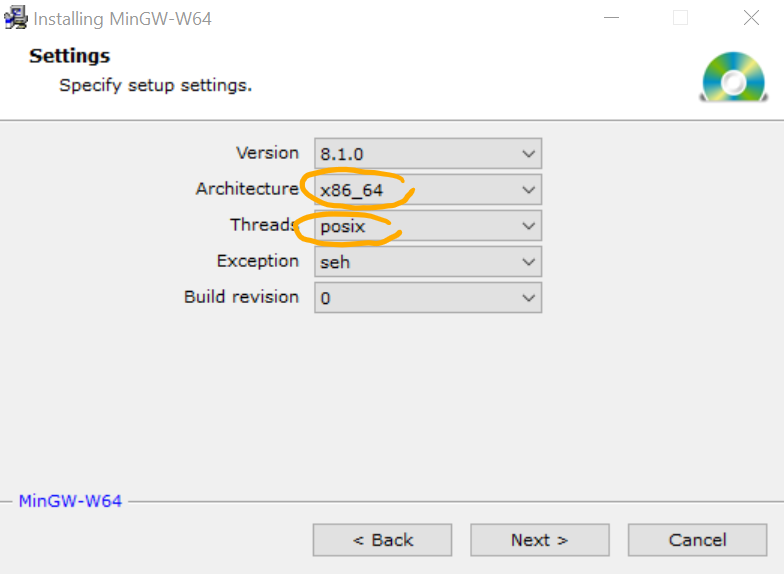 Installing MinGW-W64
Settings
Specify setup settings.
Version 8.1.0
Architecture x86_64
Threads posix
Exception seh
Build revision 0
MinGW-W64
< Back Next > Cancel